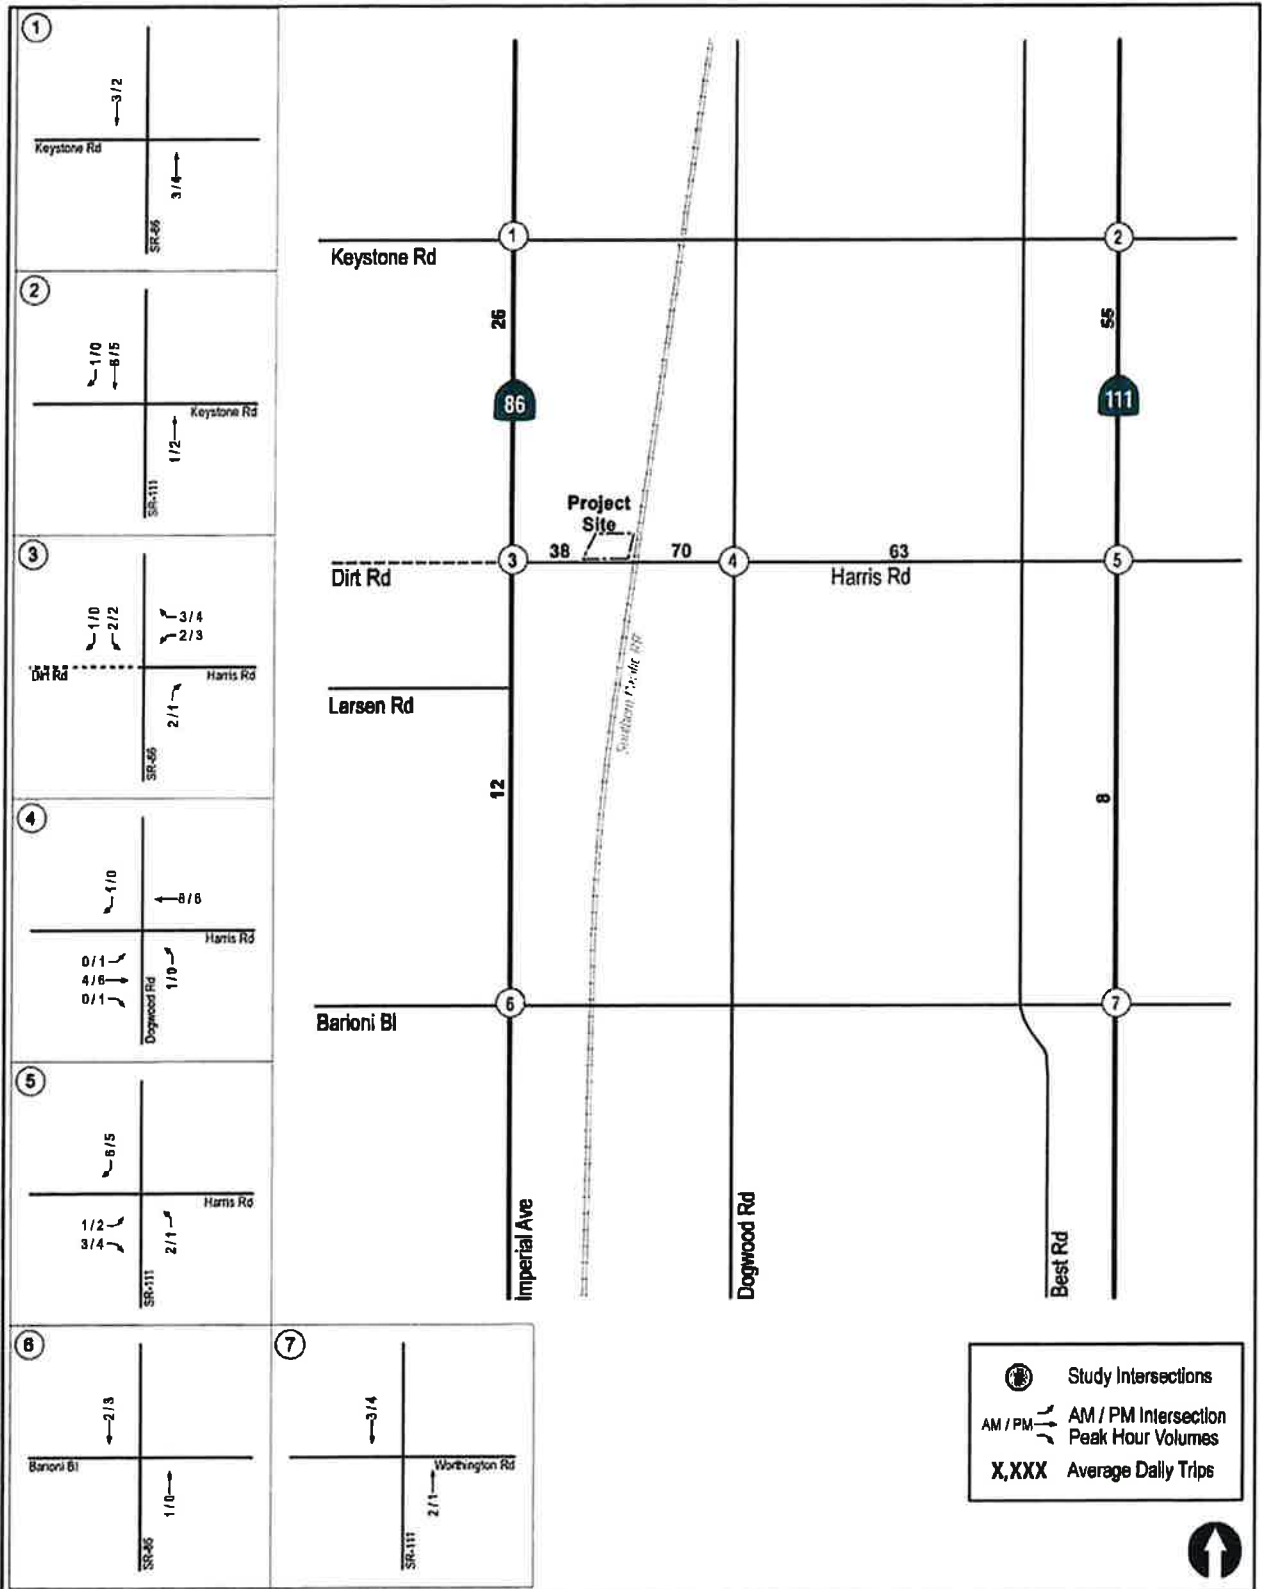 1
3/2
Keystone Rd
3/4
SR-86
2
1/0
6/5
Keystone Rd
1/2
SR-111
3
1/0
2/2
3/4
2/3
Dirt Rd
Harris Rd
2/1
SR-86
4
1/0
Harris Rd
0/1
4/6
0/1
1/0
Dogwood Rd
5
6/5
Harris Rd
1/2
3/4
2/1
SR-111
6
2/3
Barioni Bl
1/0
SR-86
7
3/4
Worthington Rd
2/1
SR-111
1
2
Keystone Rd
26
55
86
111
Project
Site
3
38
70
4
63
5
Dirt Rd
Harris Rd
Southern Pacific RR
Larsen Rd
12
8
6
7
Barioni Bl
Imperial Ave
Dogwood Rd
Best Rd
Study Intersections
AM / PM
AM / PM Intersection
Peak Hour Volumes
X,XXX Average Daily Trips